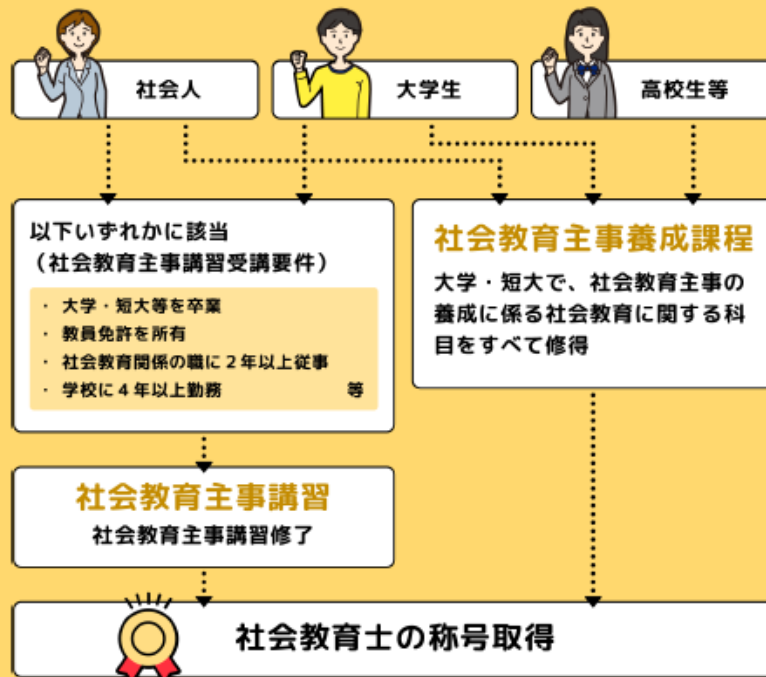 社会人
大学生
高校生等
以下いずれかに該当
（社会教育主事講習受講要件）
・ 大学・短大等を卒業
・ 教員免許を所有
・ 社会教育関係の職に２年以上従事
・ 学校に４年以上勤務 等
社会教育主事養成課程
大学・短大で、社会教育主事の
養成に係る社会教育に関する科
目をすべて修得
社会教育主事講習
社会教育主事講習修了
社会教育士の称号取得